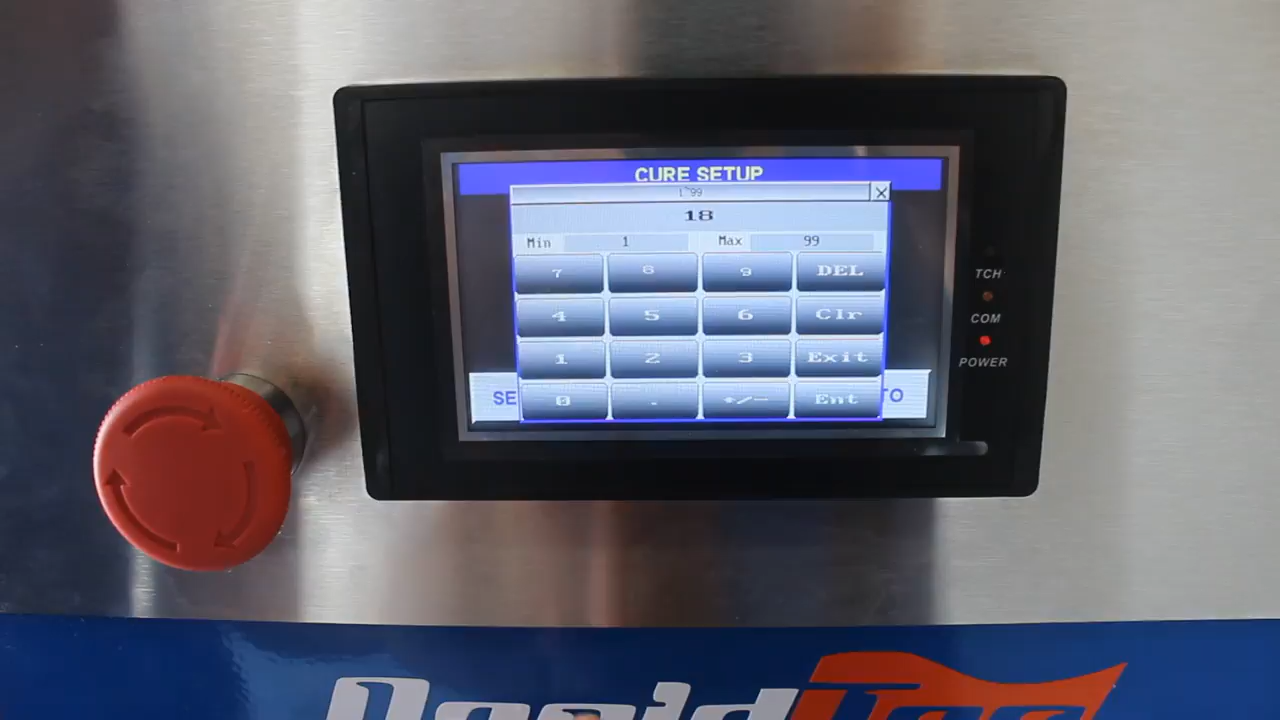 CURE SETUP
1~99
18
Min 1 Max 99
7 8 9 DEL
4 5 6 Clr
1 2 3 Exit
0 . +/- Ent
SE
TO
TCH
COM
POWER